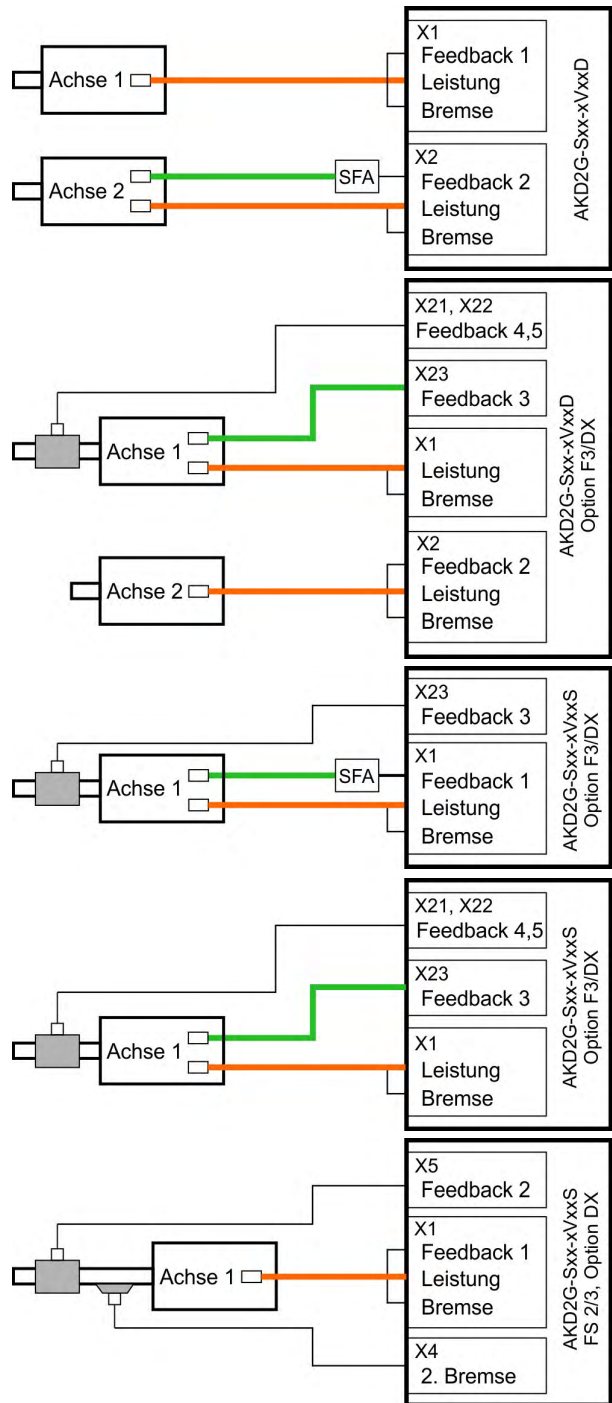 Achse 1
X1
Feedback 1
Leistung
Bremse
Achse 2
SFA
X2
Feedback 2
Leistung
Bremse
AKD2G-Sxx-xVxxD
X21, X22
Feedback 4,5
X23
Feedback 3
Achse 1
X1
Leistung
Bremse
Achse 2
X2
Feedback 2
Leistung
Bremse
AKD2G-Sxx-xVxxD
Option F3/DX
X23
Feedback 3
Achse 1
SFA
X1
Feedback 1
Leistung
Bremse
AKD2G-Sxx-xVxxS
Option F3/DX
X21, X22
Feedback 4,5
X23
Feedback 3
Achse 1
X1
Leistung
Bremse
AKD2G-Sxx-xVxxS
Option F3/DX
X5
Feedback 2
Achse 1
X1
Feedback 1
Leistung
Bremse
X4
2. Bremse
AKD2G-Sxx-xVxxS
FS 2/3, Option DX